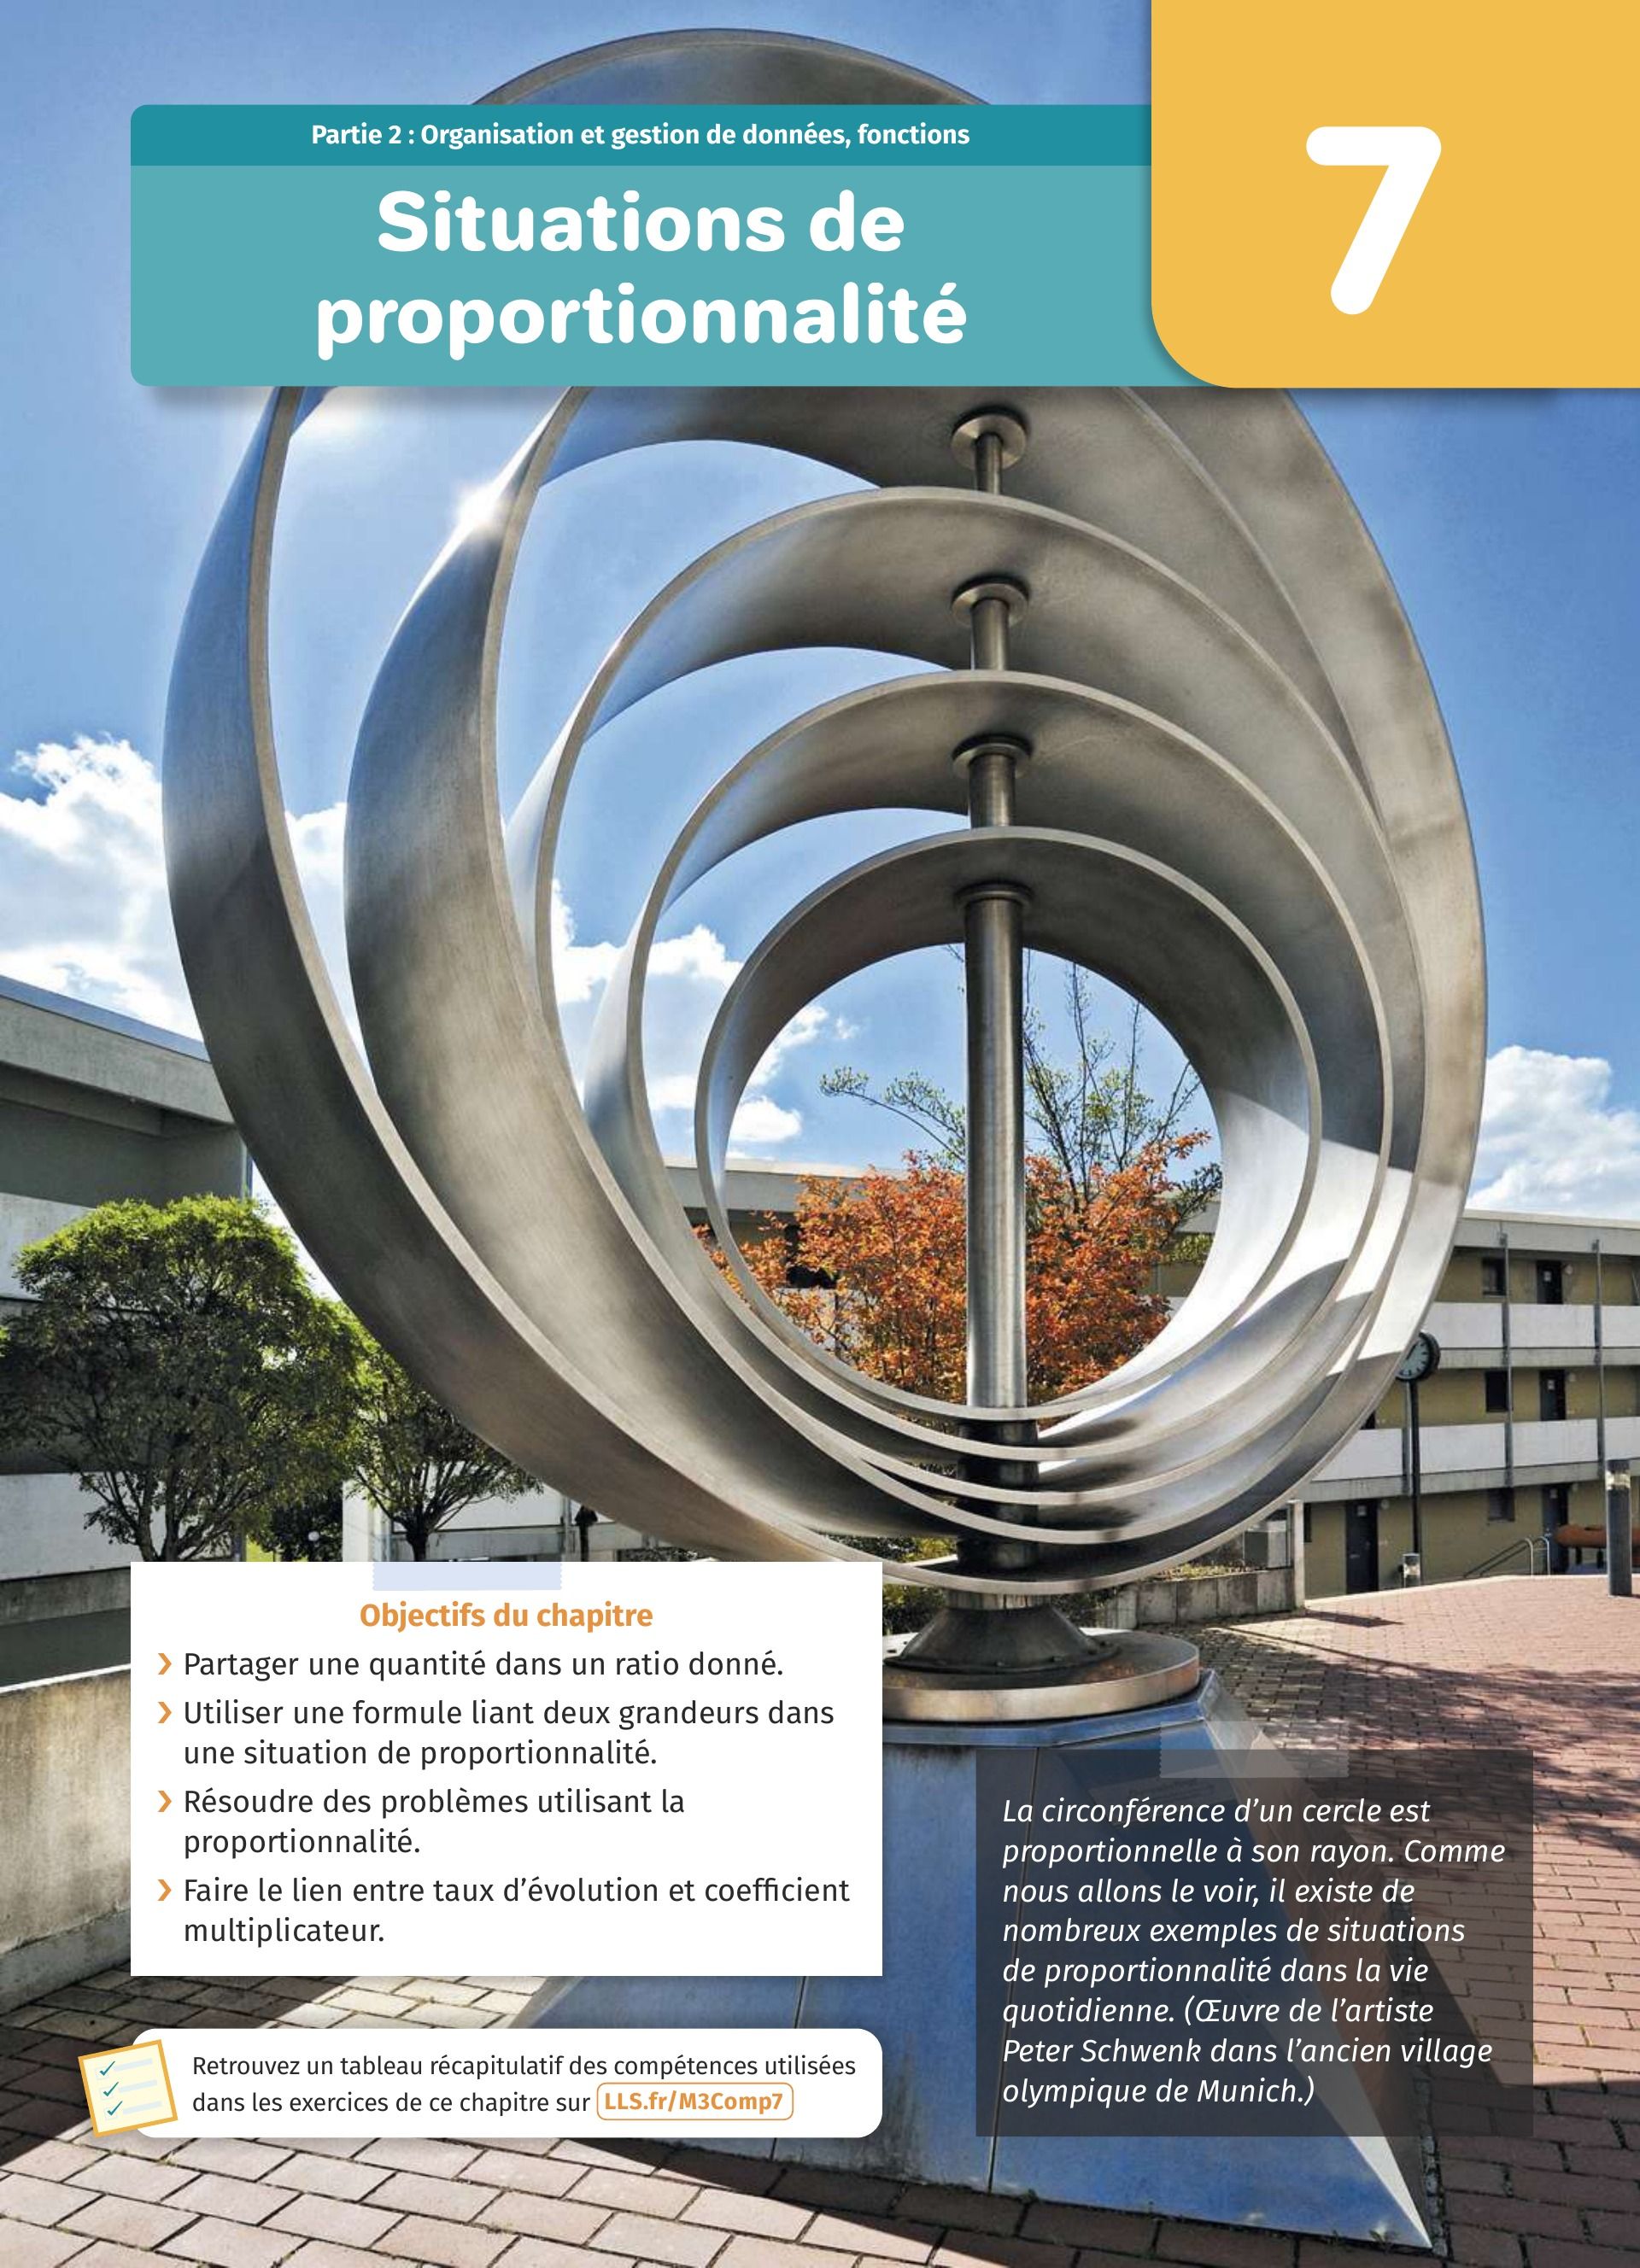 Partie 2 : Organisation et gestion de données, fonctions
Situations de
proportionnalité
7
Objectifs du chapitre
› Partager une quantité dans un ratio donné.
› Utiliser une formule liant deux grandeurs dans
une situation de proportionnalité.
› Résoudre des problèmes utilisant la
proportionnalité.
› Faire le lien entre taux d’évolution et coefficient
multiplicateur.
Retrouvez un tableau récapitulatif des compétences utilisées
dans les exercices de ce chapitre sur LLS.fr/M3Comp7
La circonférence d’un cercle est
proportionnelle à son rayon. Comme
nous allons le voir, il existe de
nombreux exemples de situations
de proportionnalité dans la vie
quotidienne. (Œuvre de l’artiste
Peter Schwenk dans l’ancien village
olympique de Munich.)